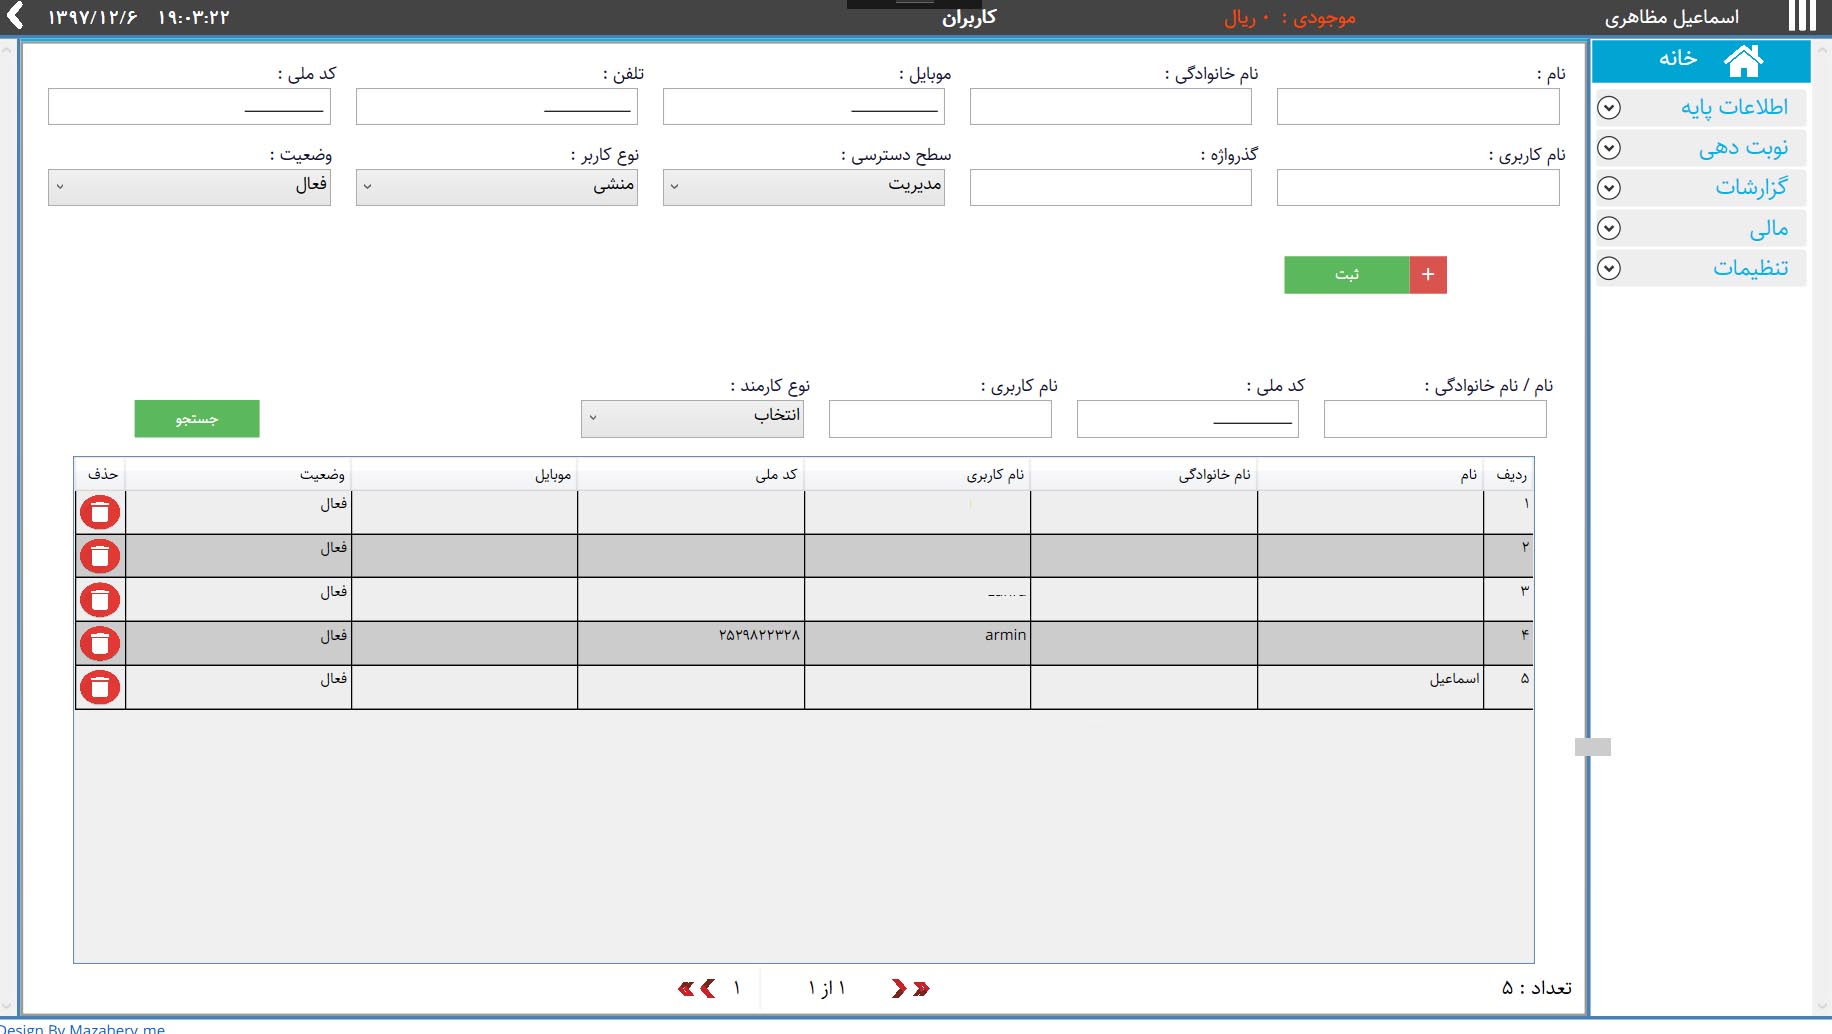 اسماعیل مظاهری
موجودی : ۰ ریال
کاربران
۱۹:۰۳:۲۲ ۱۳۹۷/۱۲/۶
خانه
اطلاعات پایه
نوبت دهی
گزارشات
مالی
تنظیمات
نام : نام خانوادگی : موبایل : تلفن : کد ملی :
نام کاربری : گذرواژه : سطح دسترسی : نوع کاربر : وضعیت :
مدیریت منشی فعال
+ ثبت
نام / نام خانوادگی : کد ملی : نام کاربری : نوع کارمند :
انتخاب جستجو
ردیف نام نام خانوادگی نام کاربری کد ملی موبایل وضعیت حذف
۱ فعال
۲ فعال
۳ فعال
۴ armin ۲۵۲۹۸۲۲۳۲۸ فعال
۵ اسماعیل فعال
تعداد : ۵ ۱ از ۱ ۱
Design By Mazahery.me